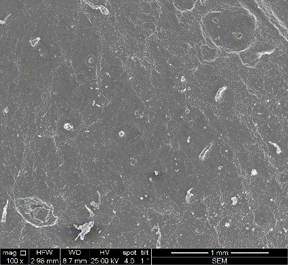 mag □ HFW WD HV spot tilt 1 mm
100 x 2.98 mm 8.7 mm 25.00 kV 4.0 1 ° SEM